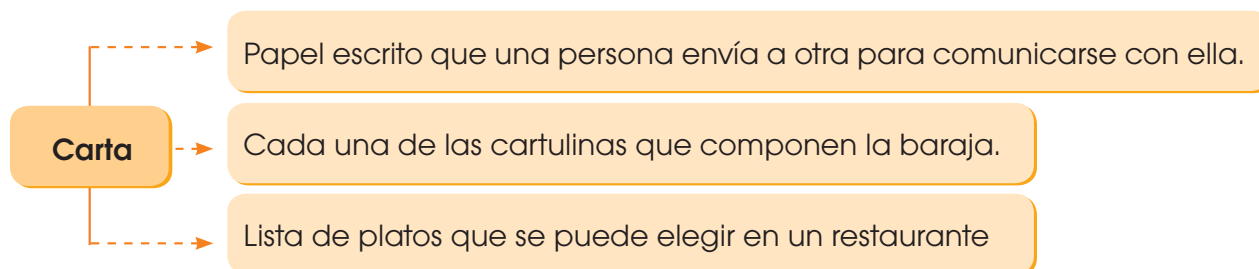 Papel escrito que una persona envía a otra para comunicarse con ella.
Carta
Cada una de las cartulinas que componen la baraja.
Lista de platos que se puede elegir en un restaurante